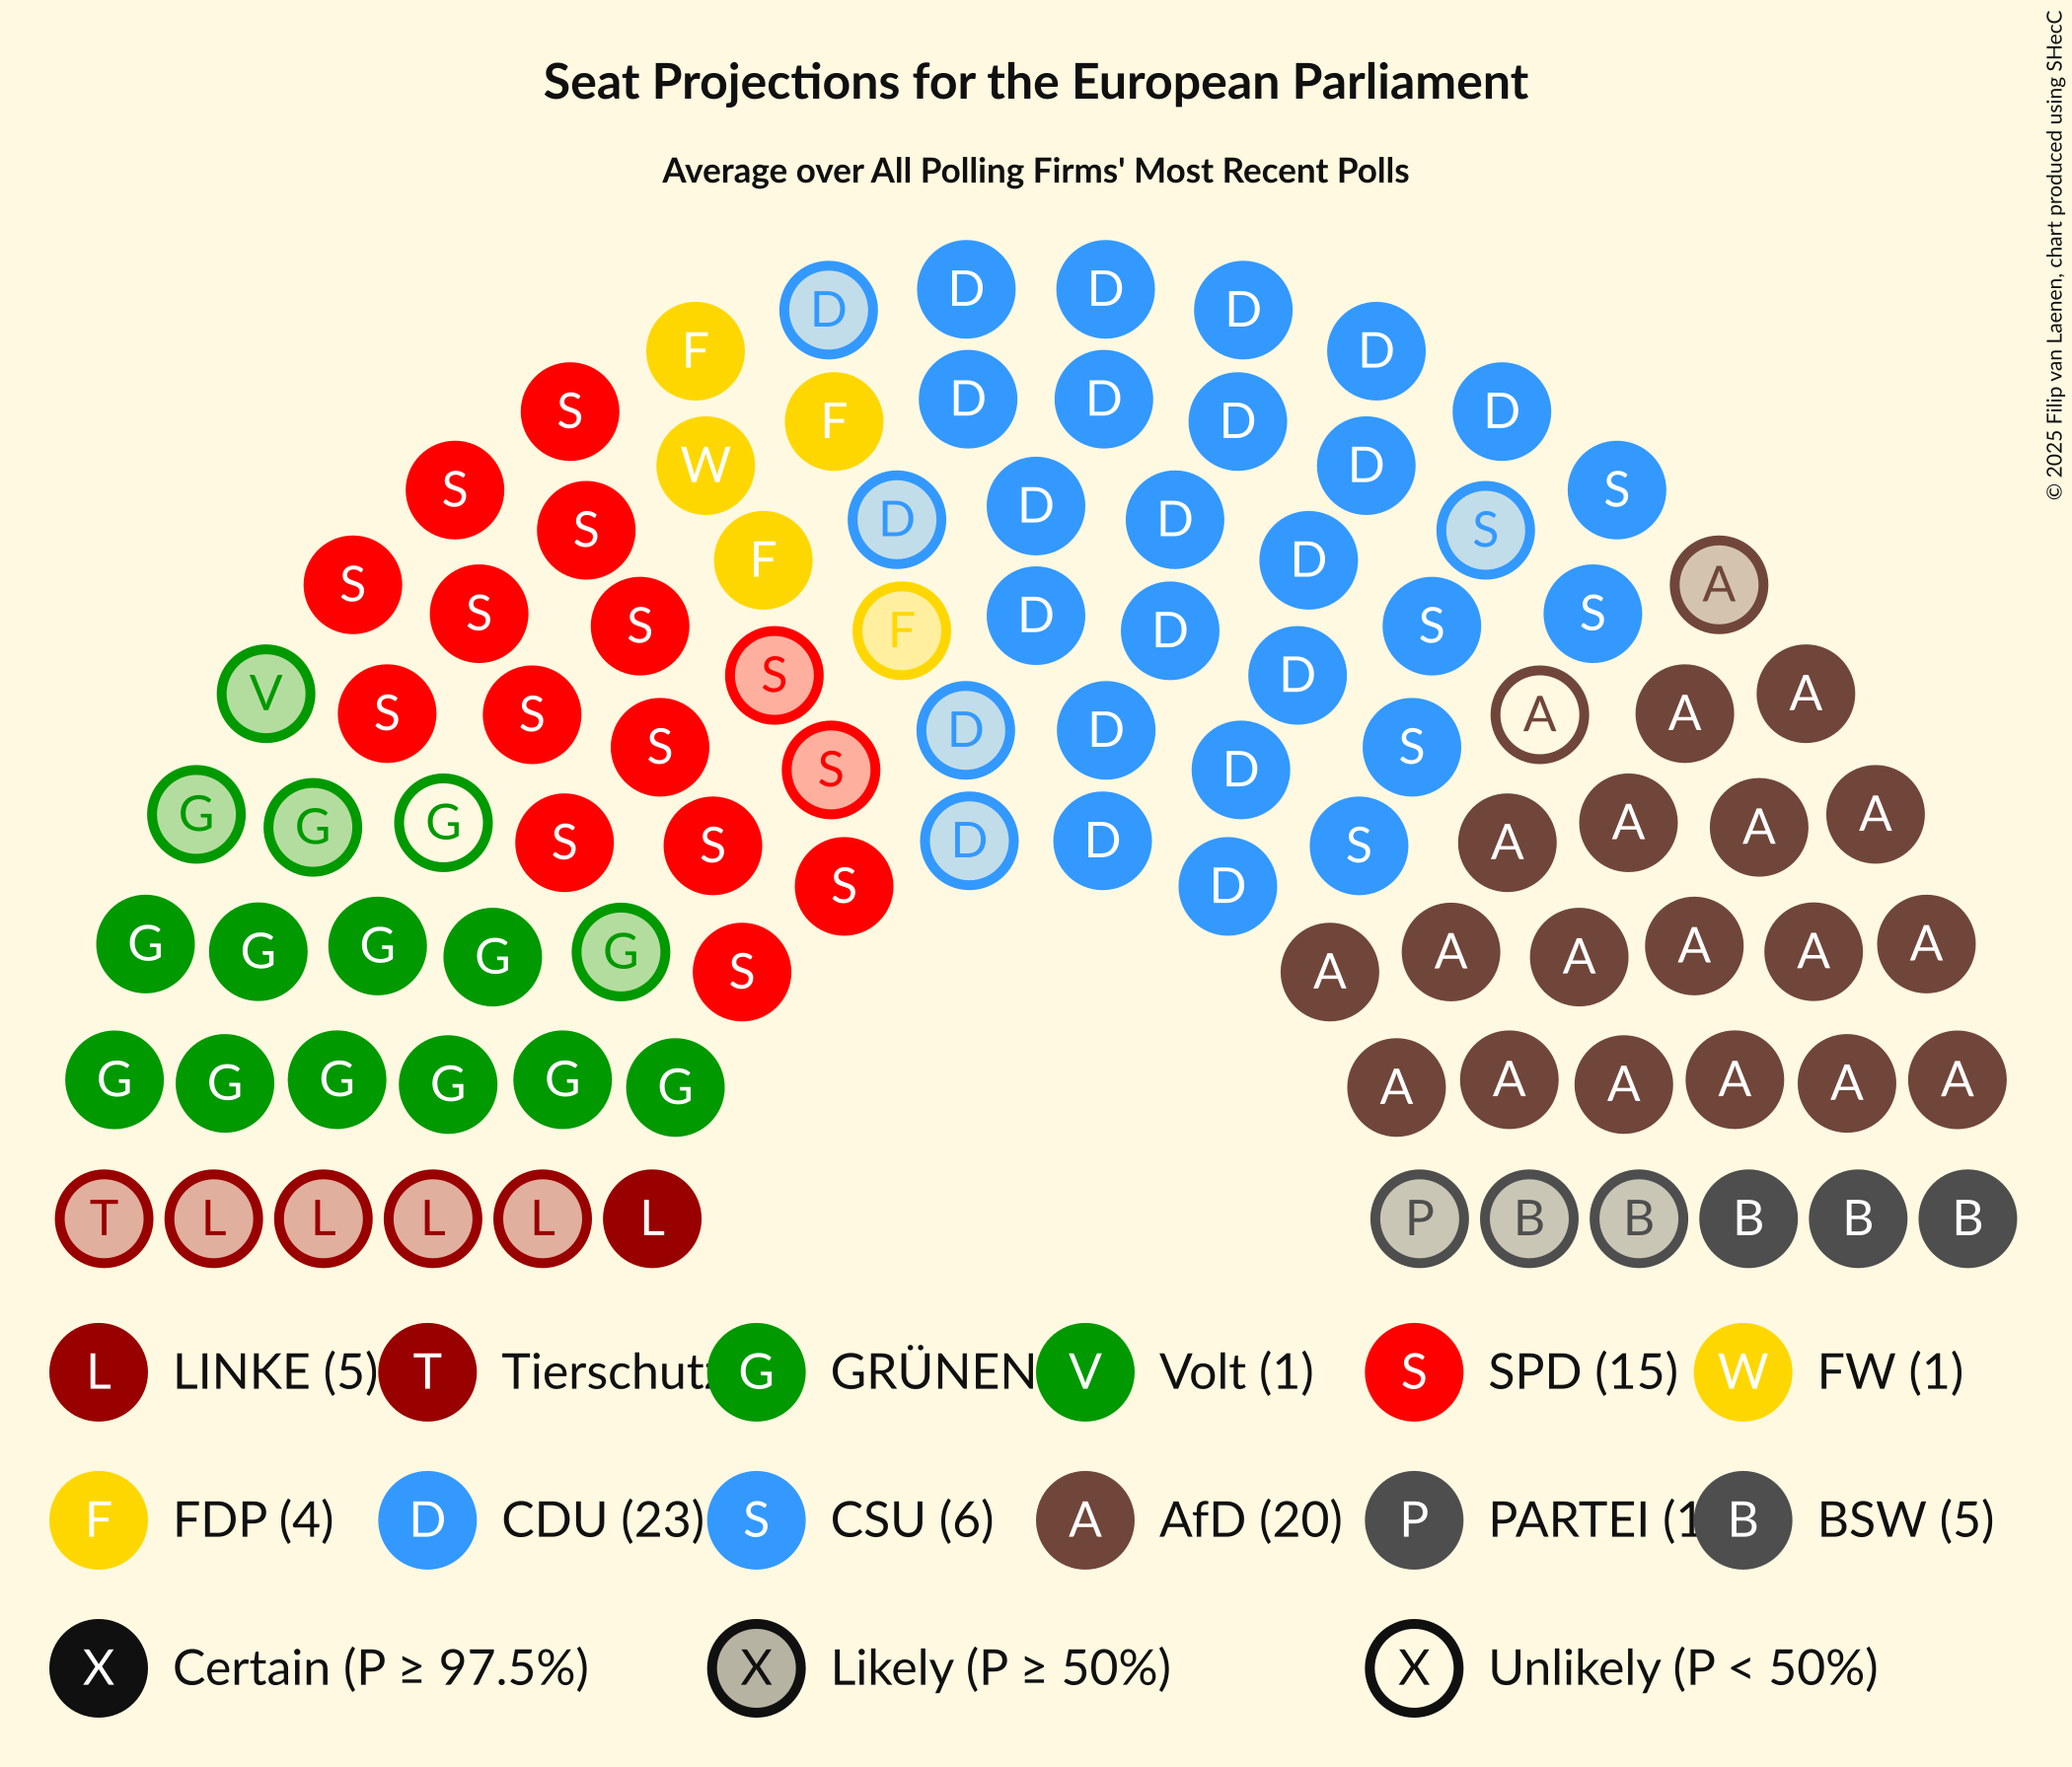 Seat Projections for the European Parliament
Average over All Polling Firms' Most Recent Polls
© 2025 Filip van Laenen, chart produced using SHecC
D D D D
F D D
S F D D D D
S W D S
S D D D S
S F D S
S S S D D D S A
S F D D S
V S S S S D D D S A A A
G G G S S S D D D S A A A A
G G G G G S S D D D A A A A A A
G G G G G G A A A A A A
T L L L L L P B B B B B
L LINKE (5) T Tierschutz G GRÜNEN V Volt (1) S SPD (15) W FW (1)
F FDP (4) D CDU (23) S CSU (6) A AfD (20) P PARTEI (1 B BSW (5)
X Certain (P ≥ 97.5%) X Likely (P ≥ 50%) X Unlikely (P < 50%)